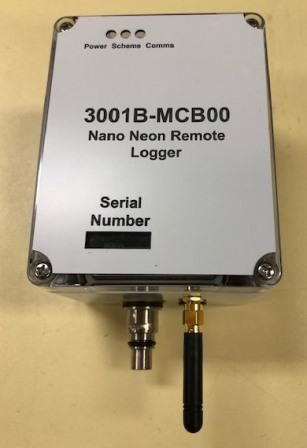 Power Scheme Comms
3001B-MCB00
Nano Neon Remote
Logger
Serial
Number